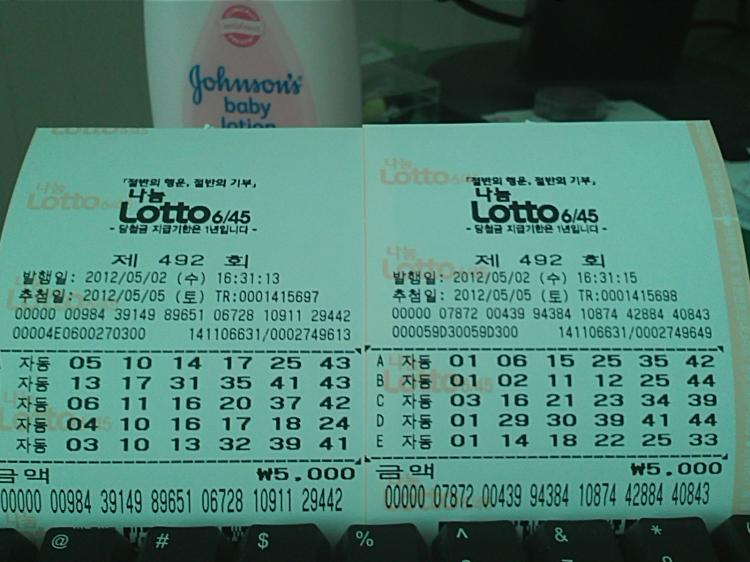 Johnson's
baby
lotion
「절반의 행운, 절반의 기부」
나눔
Lotto 6/45
- 당첨금 지급기한은 1년입니다 -
제 492 회
발행일: 2012/05/02 (수) 16:31:13
추첨일: 2012/05/05 (토) TR:0001415697
00000 00984 39149 89651 06728 10911 29442
00004E0600270300 141106631/0002749613
자동 05 10 14 17 25 43
자동 13 17 31 35 41 43
자동 06 11 16 20 37 42
자동 04 10 16 17 18 24
자동 03 10 13 32 39 41
금액 ₩5,000
00000 00984 39149 89651 06728 10911 29442
「절반의 행운, 절반의 기부」
나눔
Lotto 6/45
- 당첨금 지급기한은 1년입니다 -
제 492 회
발행일: 2012/05/02 (수) 16:31:15
추첨일: 2012/05/05 (토) TR:0001415698
00000 07872 00439 94384 10874 42884 40843
000059D30059D300 141106631/0002749649
A 자동 01 06 15 25 35 42
B 자동 01 02 11 12 25 44
C 자동 03 16 21 23 34 39
D 자동 01 29 30 39 41 44
E 자동 01 14 18 22 25 33
금액 ₩5,000
00000 07872 00439 94384 10874 42884 40843
@ # $ % ^ & *